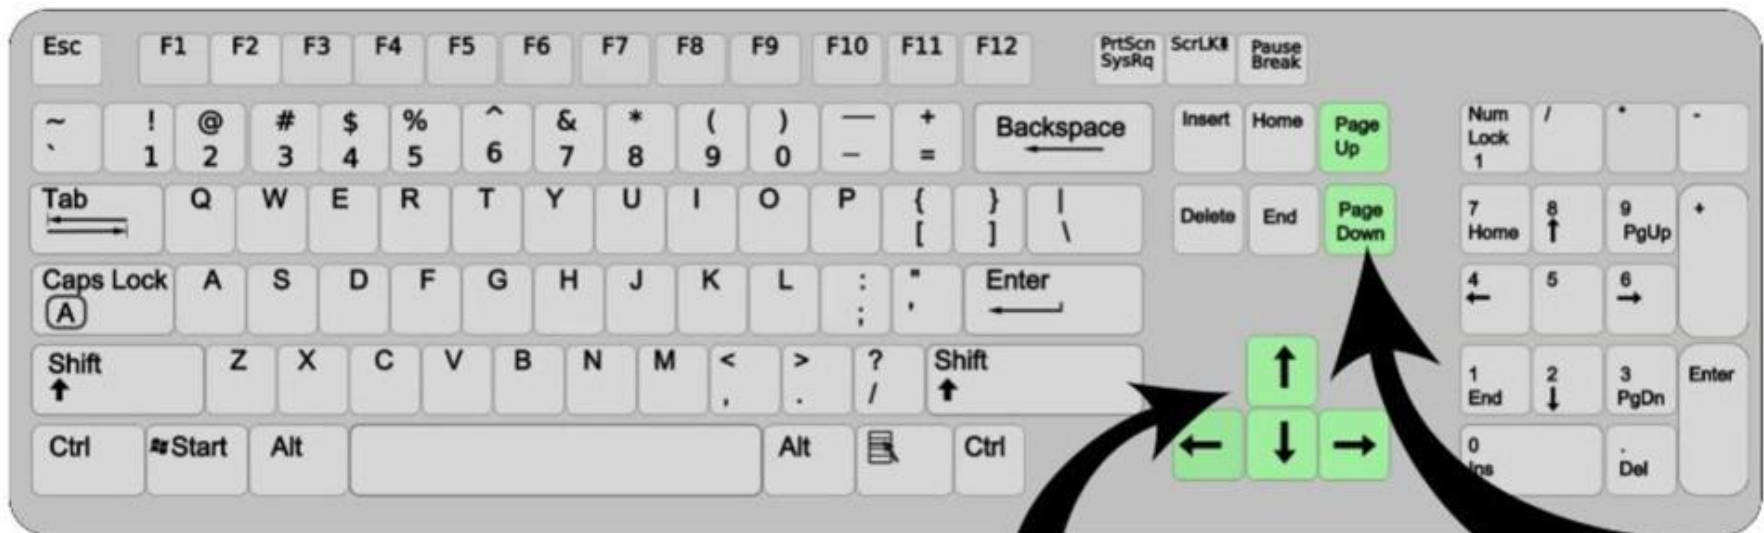 Esc F1 F2 F3 F4 F5 F6 F7 F8 F9 F10 F11 F12
PrtScn
SysRq
ScrLK
Pause
Break
~ ! @ # $ % ^ & * ( ) — +
` 1 2 3 4 5 6 7 8 9 0 – =
Backspace
Insert Home Page
Up
Num
Lock
1
/ * -
Tab Q W E R T Y U I O P { } |
[ ] \
Delete End Page
Down
7
Home
8
↑
9
PgUp
+
Caps Lock A S D F G H J K L : "
A
; '
Enter
4
←
5
6
→
Shift Z X C V B N M < > ? Shift
↑ , . / ↑
↑
1
End
2
↓
3
PgDn
Enter
Ctrl Start Alt Alt Ctrl
← ↓ →
0
Ins
.
Del